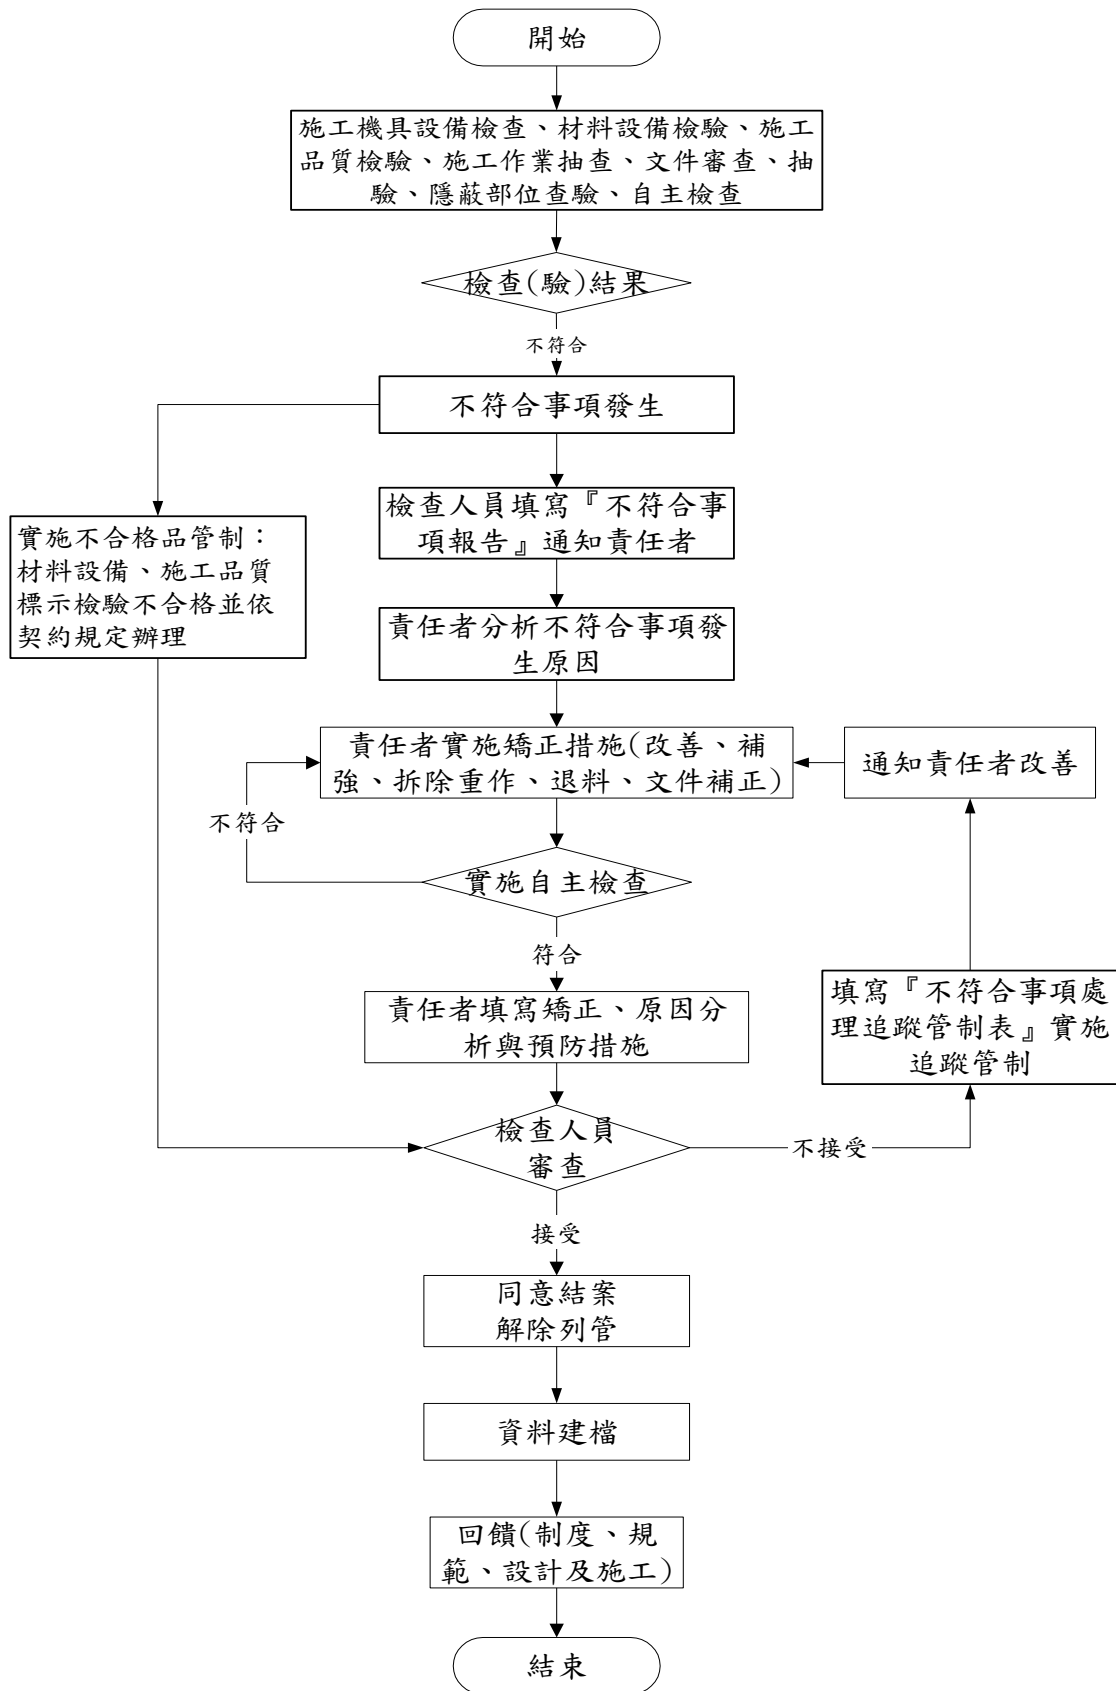 開始
施工機具設備檢查、材料設備檢驗、施工
品質檢驗、施工作業抽查、文件審查、抽
驗、隱蔽部位查驗、自主檢查
檢查(驗)結果
不符合
不符合事項發生
檢查人員填寫『不符合事
項報告』通知責任者
實施不合格品管制：
材料設備、施工品質
標示檢驗不合格並依
契約規定辦理
責任者分析不符合事項發
生原因
責任者實施矯正措施(改善、補
強、拆除重作、退料、文件補正)
通知責任者改善
不符合
實施自主檢查
符合
責任者填寫矯正、原因分
析與預防措施
填寫『不符合事項處
理追蹤管制表』實施
追蹤管制
檢查人員
審查
不接受
接受
同意結案
解除列管
資料建檔
回饋(制度、規
範、設計及施工)
結束